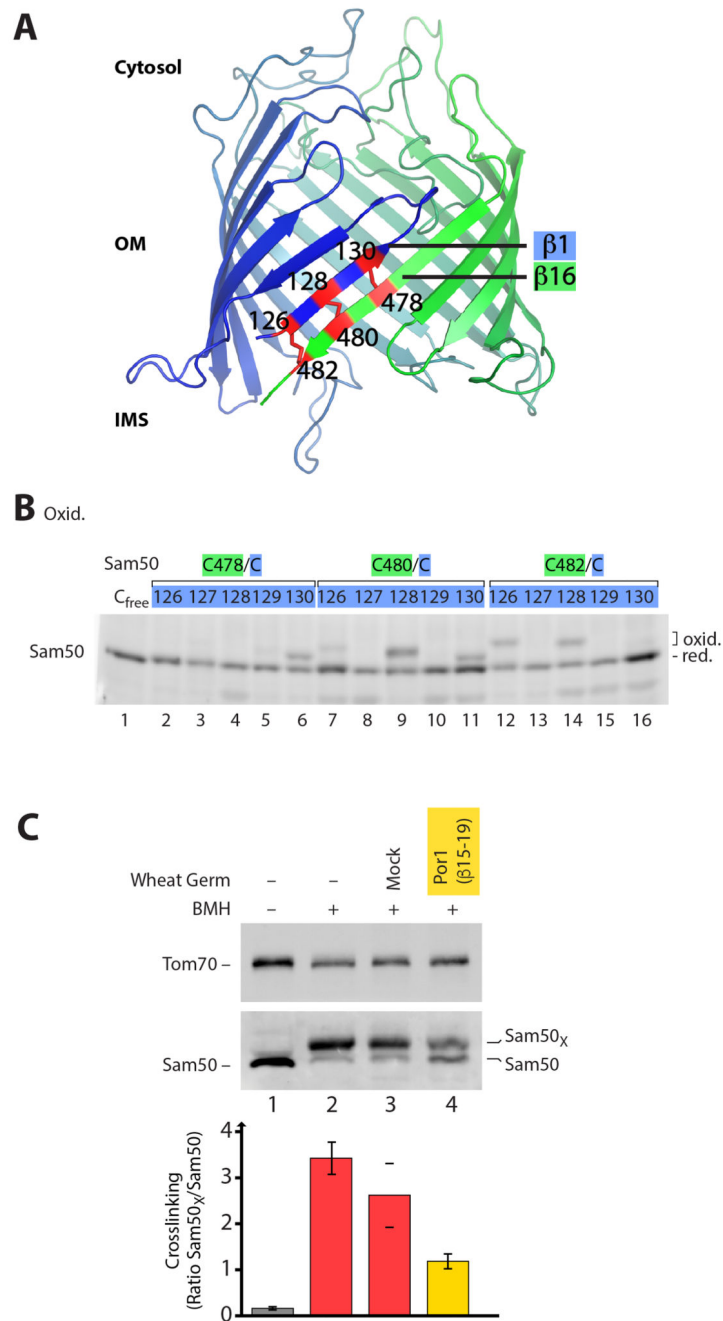 A
Cytosol
OM
130
β1
128
β16
126
478
480
482
IMS
B Oxid.
Sam50 C478/C C480/C C482/C
Cfree 126 127 128 129 130 126 127 128 129 130 126 127 128 129 130
oxid.
Sam50 - red.
1 2 3 4 5 6 7 8 9 10 11 12 13 14 15 16
C
Wheat Germ – – Mock Por1 (β15-19)
BMH – + + +
Tom70 –
Sam50X
Sam50 – Sam50
1 2 3 4
Crosslinking
(Ratio Sam50X/Sam50)
4
3
2
1
0